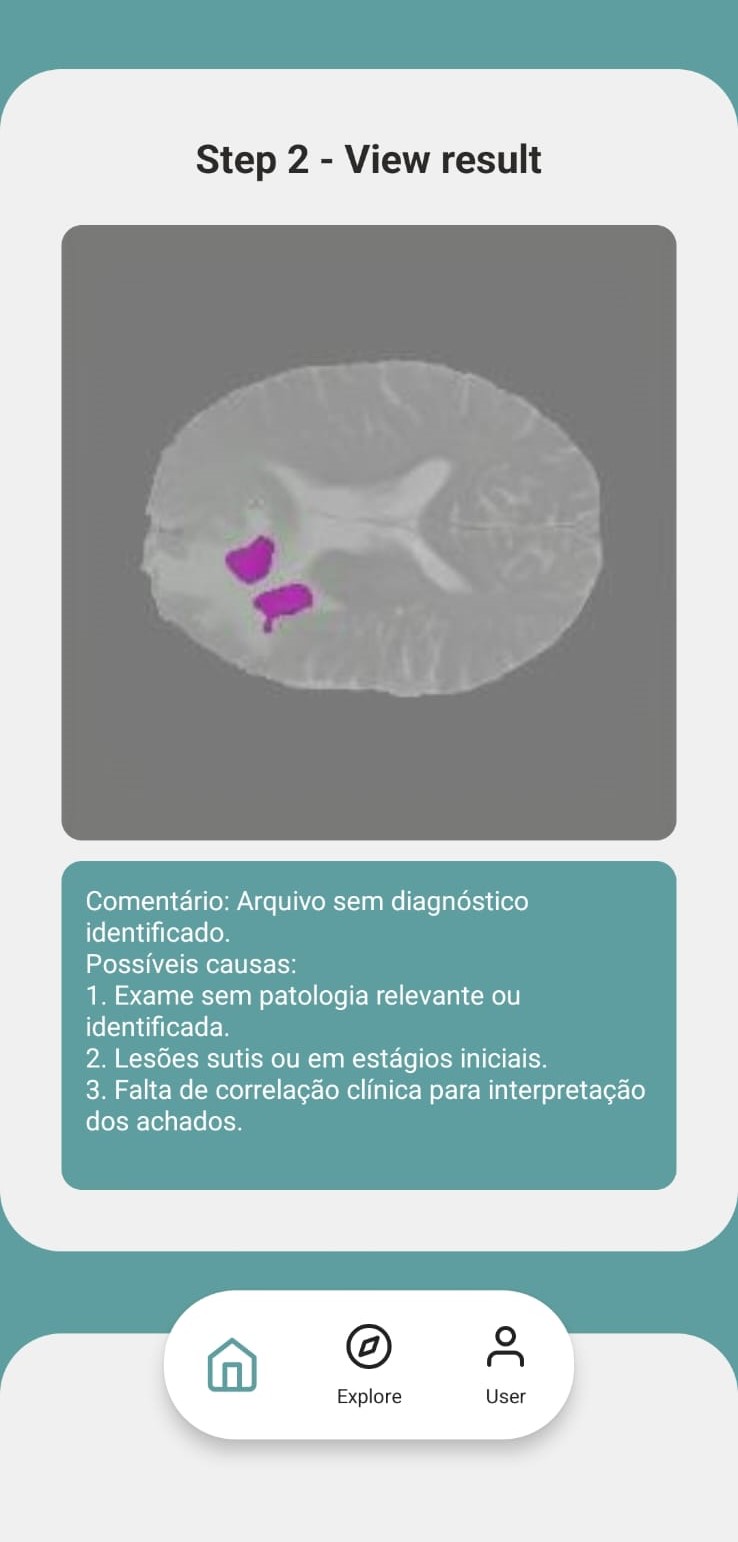 Step 2 - View result
Comentário: Arquivo sem diagnóstico
identificado.
Possíveis causas:
1. Exame sem patologia relevante ou
identificada.
2. Lesões sutis ou em estágios iniciais.
3. Falta de correlação clínica para interpretação
dos achados.
Explore
User